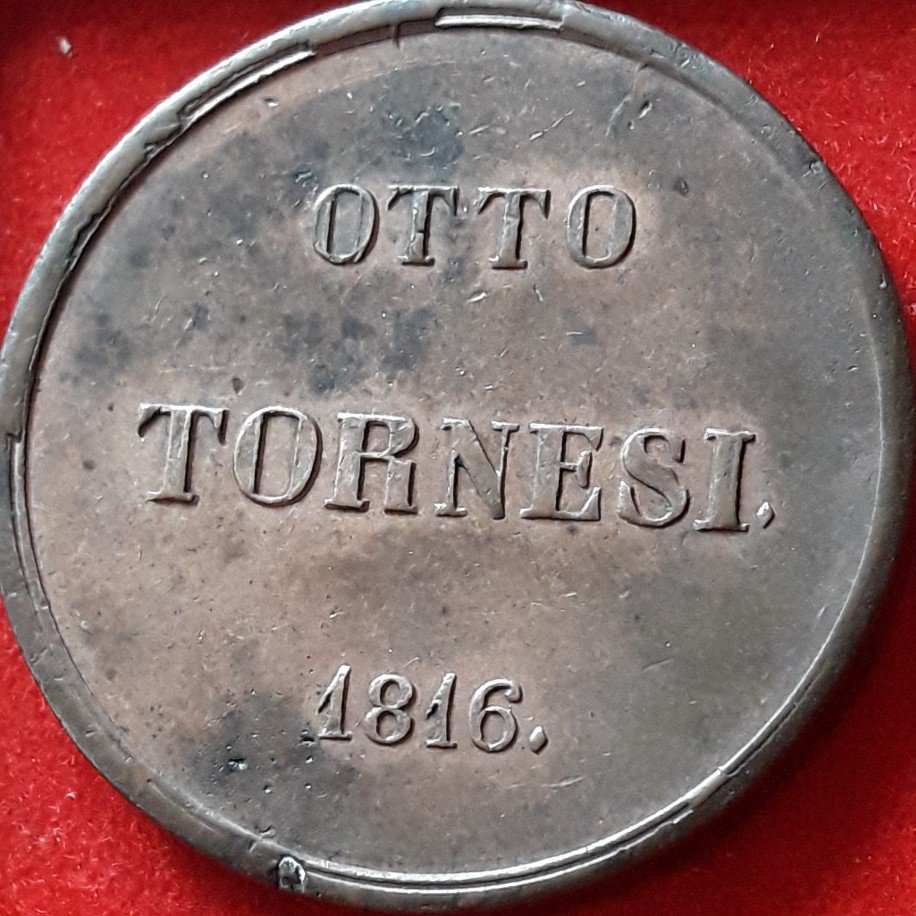 OTTO
TORNESI.
1816.